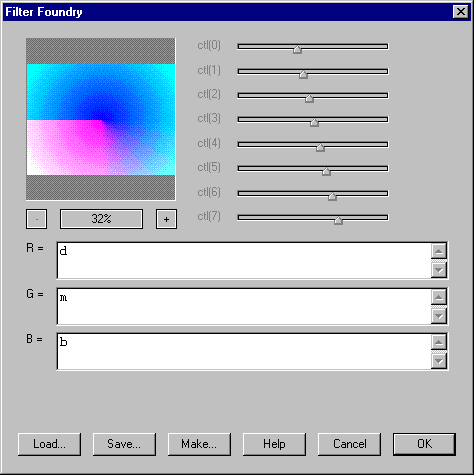 Filter Foundry
ctl(0)
ctl(1)
ctl(2)
ctl(3)
ctl(4)
ctl(5)
ctl(6)
ctl(7)
- 32% +
R = d
G = m
B = b
Load... Save... Make... Help Cancel OK